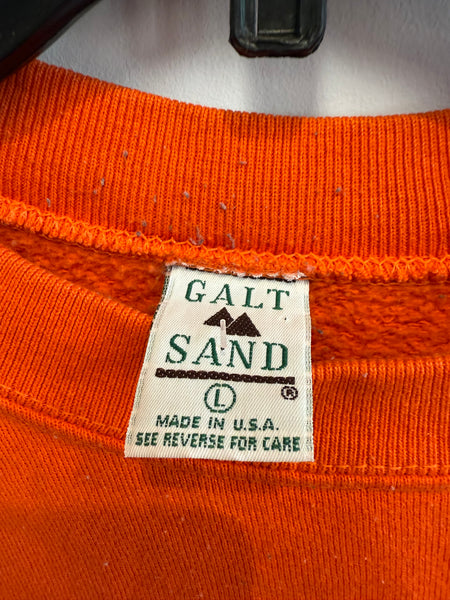 GALT
SAND
®
L
MADE IN U.S.A.
SEE REVERSE FOR CARE